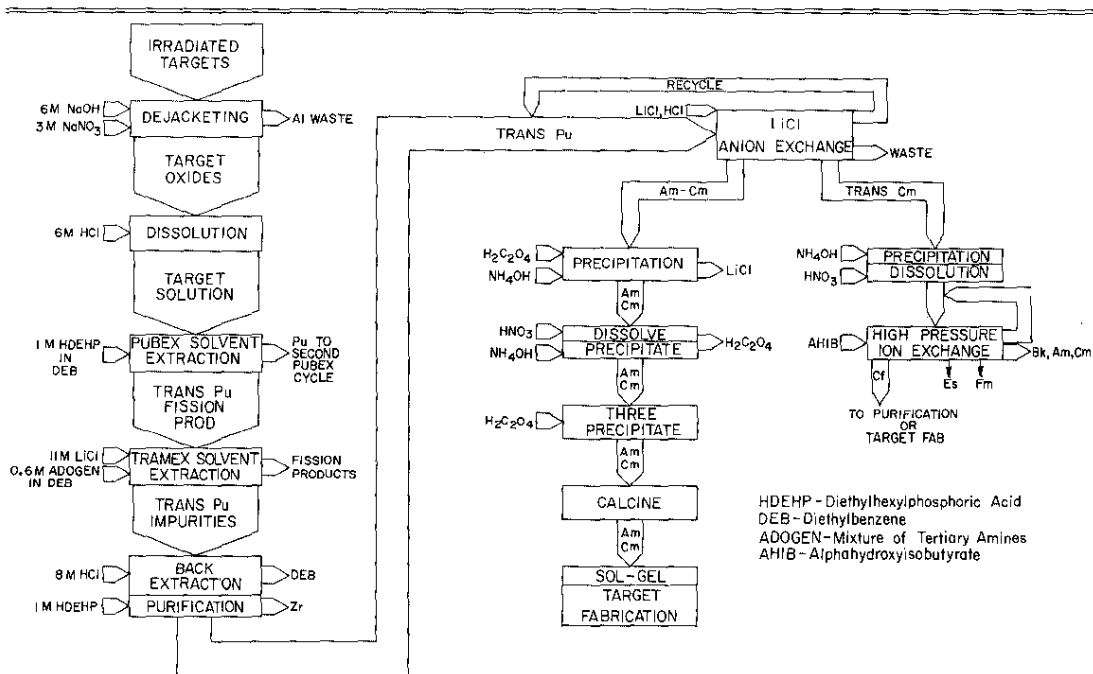 IRRADIATED
TARGETS
6M NaOH
3M NaNO3
DEJACKETING
Al WASTE
TARGET
OXIDES
6M HCl
DISSOLUTION
TARGET
SOLUTION
1M HDEHP
IN
DEB
PUBEX SOLVENT
EXTRACTION
Pu TO
SECOND
PUBEX
CYCLE
TRANS Pu
FISSION
PROD
11M LiCl
0.6M ADOGEN
IN DEB
TRAMEX SOLVENT
EXTRACTION
FISSION
PRODUCTS
TRANS Pu
IMPURITIES
8M HCl
BACK
EXTRACTION
DEB
1M HDEHP
PURIFICATION
Zr
TRANS Pu
RECYCLE
LiCl, HCl
LiCl
ANION EXCHANGE
WASTE
Am-Cm
TRANS Cm
H2C2O4
NH4OH
PRECIPITATION
LiCl
Am
Cm
HNO3
NH4OH
DISSOLVE
PRECIPITATE
H2C2O4
Am
Cm
H2C2O4
THREE
PRECIPITATE
Am
Cm
CALCINE
Am
Cm
SOL-GEL
TARGET
FABRICATION
NH4OH
HNO3
PRECIPITATION
DISSOLUTION
AHIB
HIGH PRESSURE
ION EXCHANGE
Bk, Am, Cm
Cf
Es
Fm
TO PURIFICATION
OR
TARGET FAB
HDEHP-Diethylhexylphosphoric Acid
DEB-Diethylbenzene
ADOGEN-Mixture of Tertiary Amines
AHIB-Alphahydroxyisobutyrate